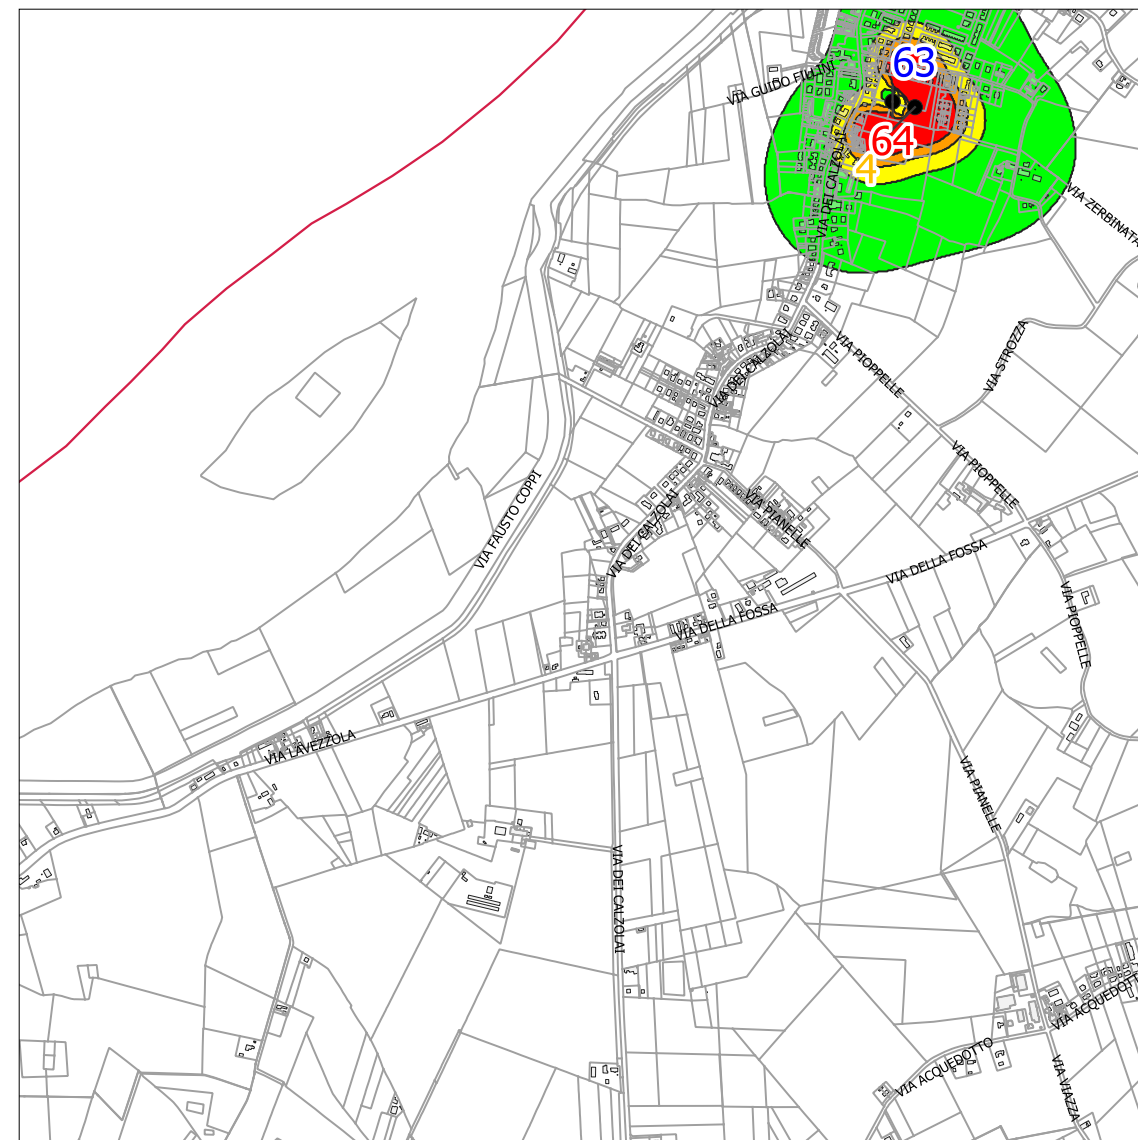 63
VIA GUIDO FILLINI
64
4
VIA DEI CALZOLAI
VIA ZERBINATA
VIA STROZZA
VIA PIOPPELLE
VIA DEI CALZOLAI
VIA PIOPPELLE
VIA FAUSTO COPPI
VIA PIANELLE
VIA DEI CALZOLAI
VIA DELLA FOSSA
VIA DELLA FOSSA
VIA PIOPPELLE
VIA LAVEZZOLA
VIA PIANELLE
VIA DEI CALZOLAI
VIA ACQUEDOTT
VIA ACQUEDOTTO
VIA VIAZZA